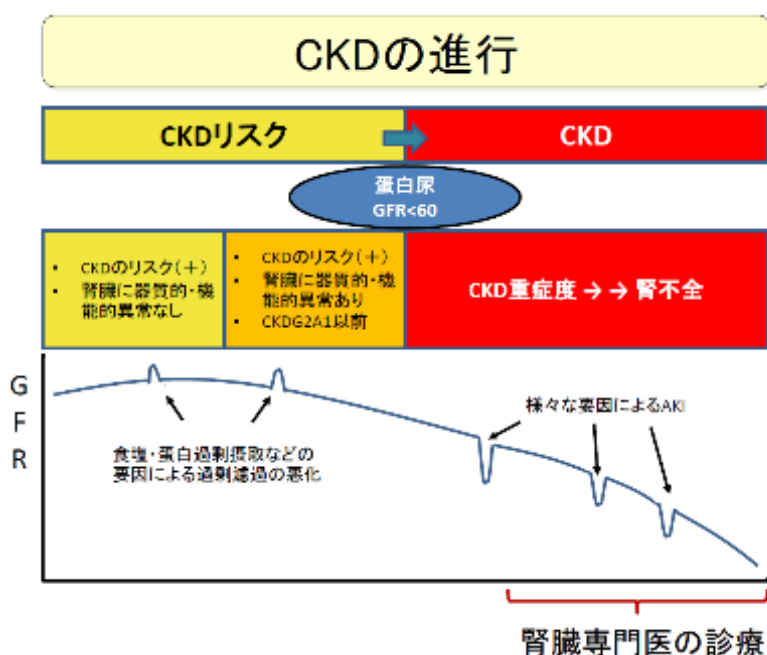 CKDの進行
CKDリスク
CKD
蛋白尿
GFR<60
・ CKDのリスク(+)
・ 腎臓に器質的・機
能的異常なし
・ CKDのリスク(+)
・ 腎臓に器質的・機
能的異常あり
・ CKDG2A1以前
CKD重症度 → → 腎不全
G
F
R
食塩・蛋白過剰摂取などの
要因による過剰濾過の悪化
様々な要因によるAKI
腎臓専門医の診療